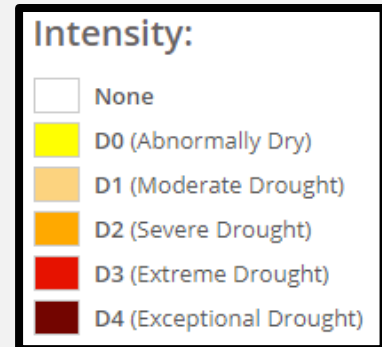 Intensity:
None
D0 (Abnormally Dry)
D1 (Moderate Drought)
D2 (Severe Drought)
D3 (Extreme Drought)
D4 (Exceptional Drought)